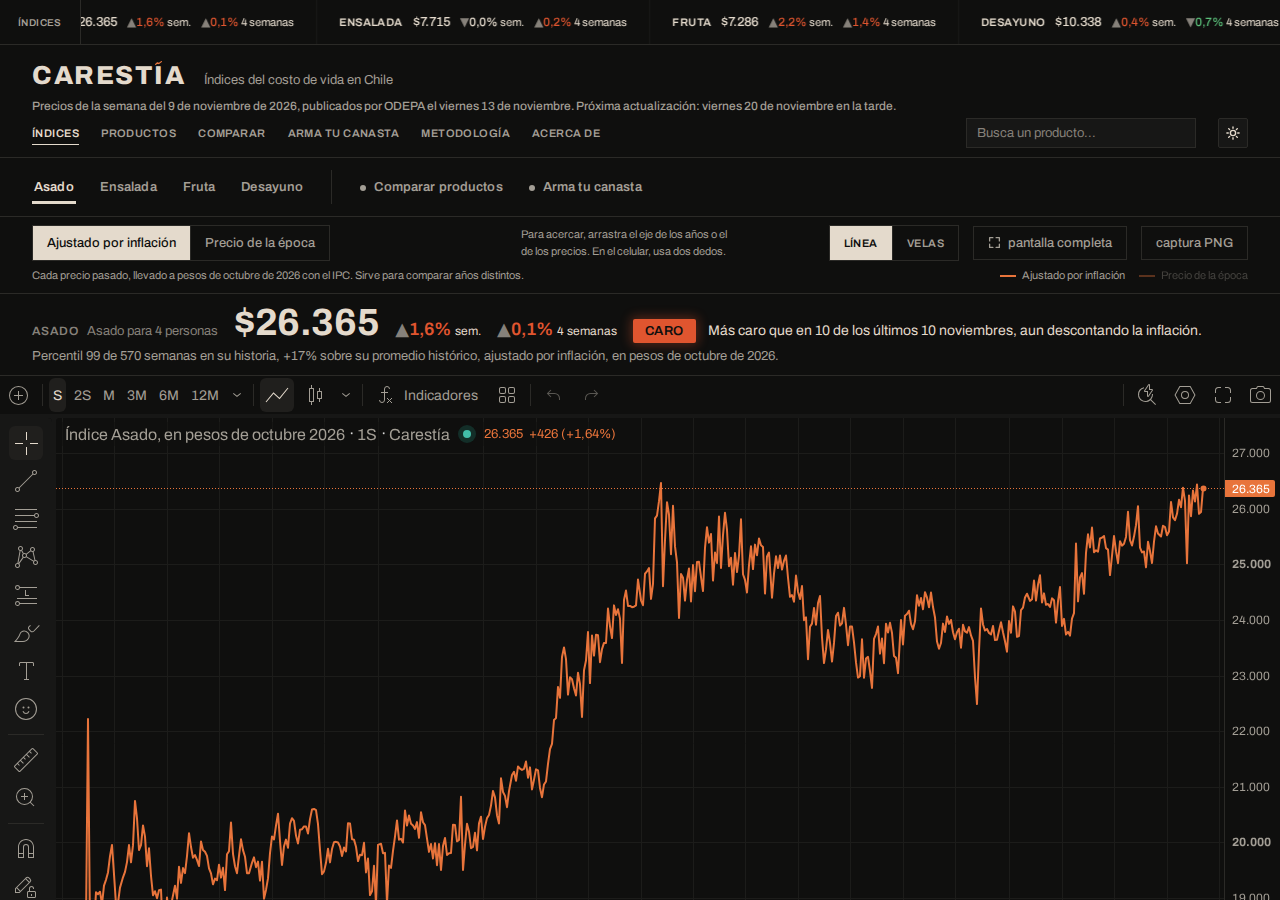 ÍNDICES 26.365 ▲1,6% sem. ▲0,1% 4 semanas ENSALADA $7.715 ▼0,0% sem. ▲0,2% 4 semanas FRUTA $7.286 ▲2,2% sem. ▲1,4% 4 semanas DESAYUNO $10.338 ▲0,4% sem. ▼0,7% 4 semanas
CARESTÍA Índices del costo de vida en Chile
Precios de la semana del 9 de noviembre de 2026, publicados por ODEPA el viernes 13 de noviembre. Próxima actualización: viernes 20 de noviembre en la tarde.
ÍNDICES PRODUCTOS COMPARAR ARMA TU CANASTA METODOLOGÍA ACERCA DE Busca un producto...
Asado Ensalada Fruta Desayuno Comparar productos Arma tu canasta
Ajustado por inflación Precio de la época
Para acercar, arrastra el eje de los años o el
de los precios. En el celular, usa dos dedos.
LÍNEA VELAS pantalla completa captura PNG
Cada precio pasado, llevado a pesos de octubre de 2026 con el IPC. Sirve para comparar años distintos.
Ajustado por inflación Precio de la época
ASADO Asado para 4 personas $26.365 ▲1,6% sem. ▲0,1% 4 semanas CARO Más caro que en 10 de los últimos 10 noviembres, aun descontando la inflación.
Percentil 99 de 570 semanas en su historia, +17% sobre su promedio histórico, ajustado por inflación, en pesos de octubre de 2026.
S 2S M 3M 6M 12M Indicadores
Índice Asado, en pesos de octubre 2026 · 1S · Carestía 26.365 +426 (+1,64%)
27.000
26.365
26.000
25.000
24.000
23.000
22.000
21.000
20.000
19.000